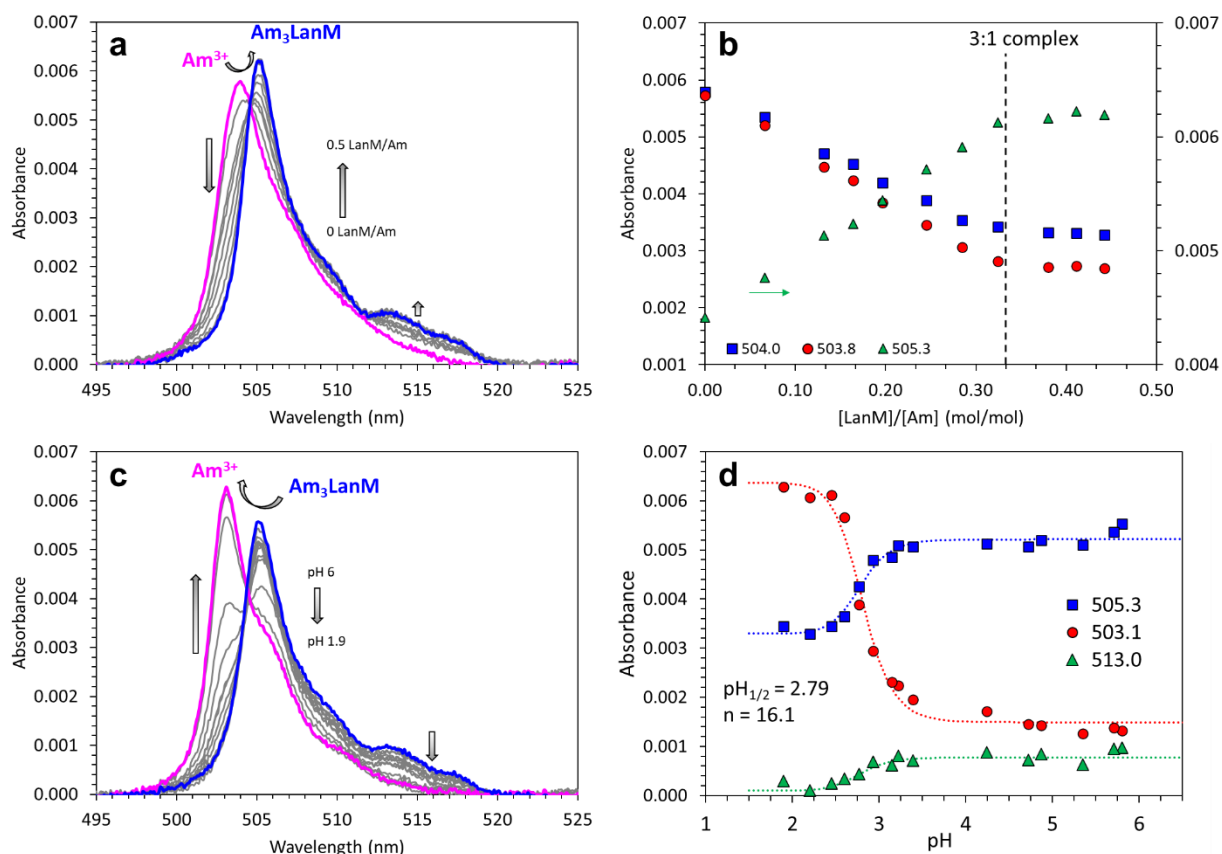 a
Am₃LanM
Am³⁺
0.5 LanM/Am
0 LanM/Am
0.007
0.006
0.005
0.004
0.003
0.002
0.001
0.000
Absorbance
495 500 505 510 515 520 525
Wavelength (nm)
b
3:1 complex
0.007
0.006
0.005
0.004
0.003
0.002
0.001
Absorbance
0.007
0.006
0.005
0.004
504.0 503.8 505.3
0.00 0.10 0.20 0.30 0.40 0.50
[LanM]/[Am] (mol/mol)
c
Am³⁺
Am₃LanM
pH 6
pH 1.9
0.007
0.006
0.005
0.004
0.003
0.002
0.001
0.000
Absorbance
495 500 505 510 515 520 525
Wavelength (nm)
d
0.007
0.006
0.005
0.004
0.003
0.002
0.001
0.000
Absorbance
505.3
503.1
513.0
pH₁/₂ = 2.79
n = 16.1
1 2 3 4 5 6
pH